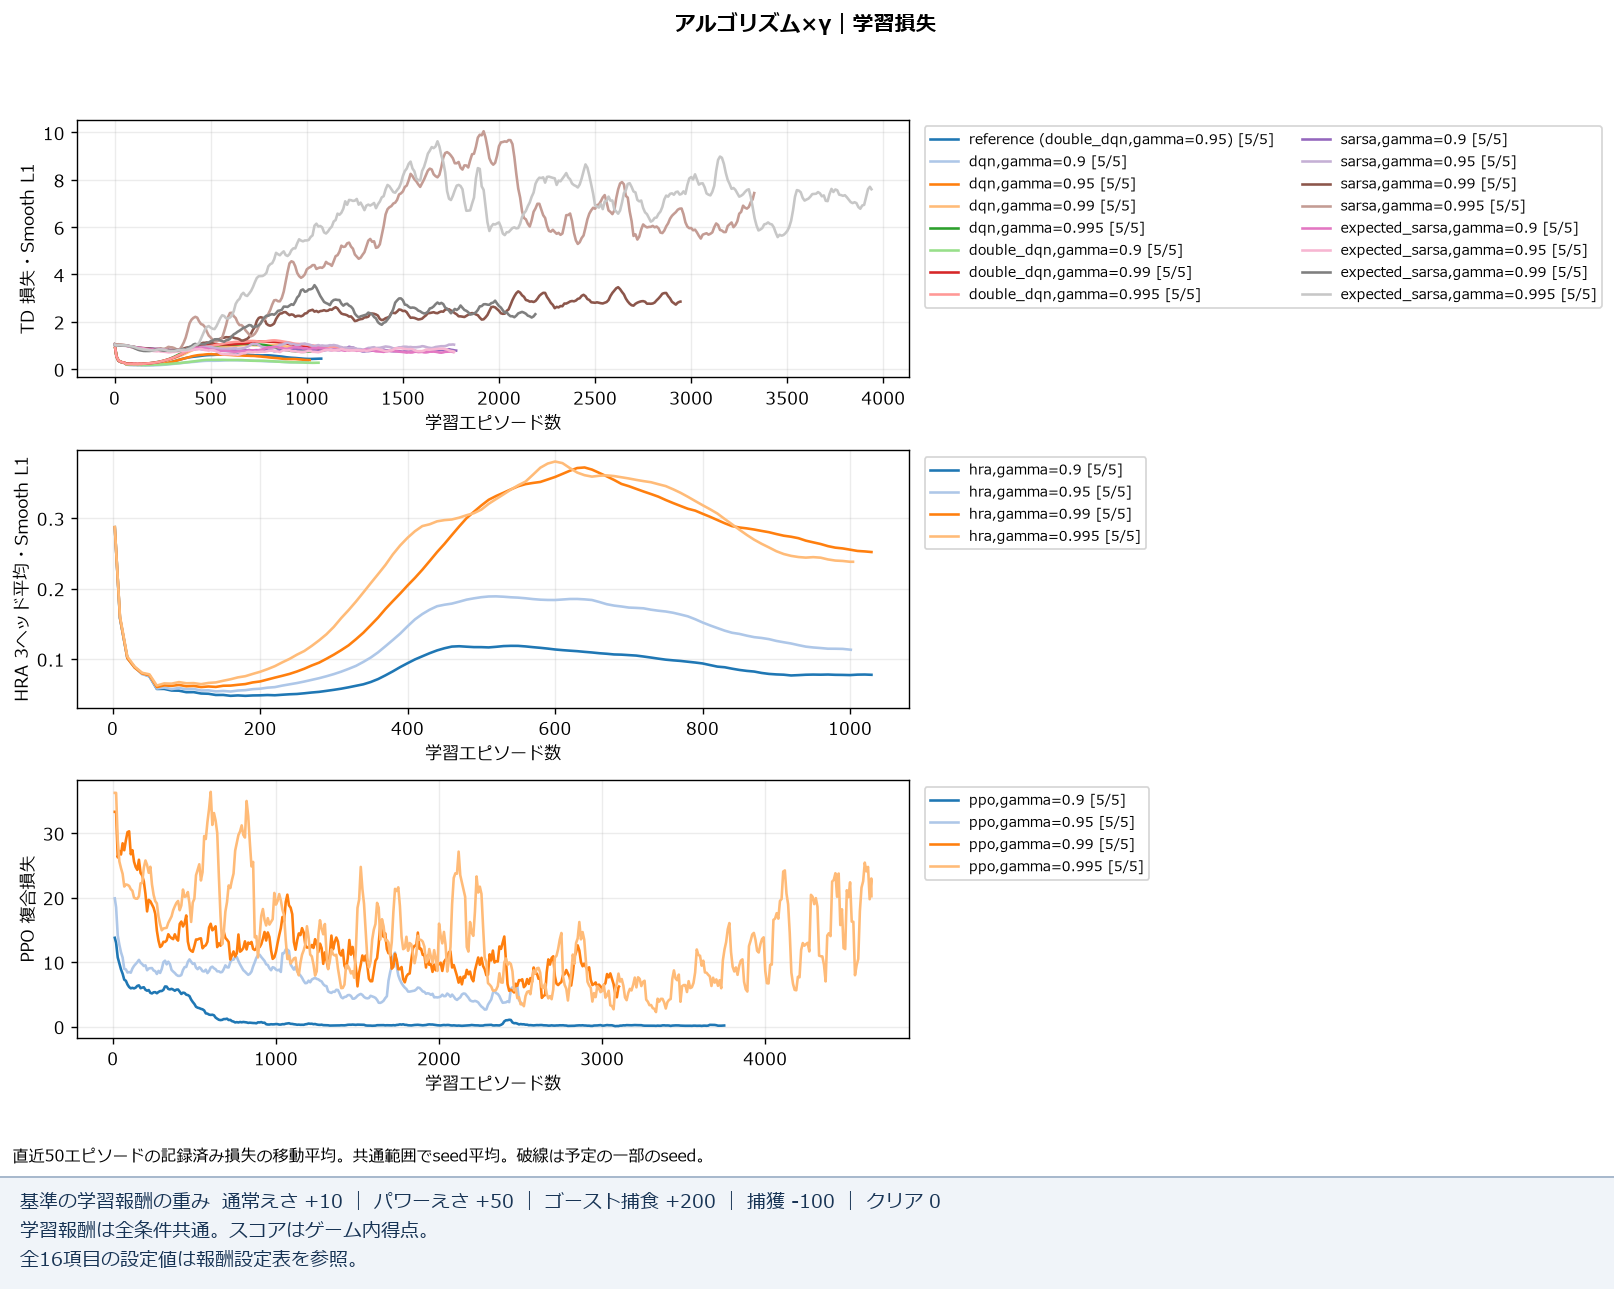 アルゴリズム×γ｜学習損失
TD 損失・Smooth L1
10
8
6
4
2
0
0 500 1000 1500 2000 2500 3000 3500 4000
学習エピソード数
reference (double_dqn,gamma=0.95) [5/5]
dqn,gamma=0.9 [5/5]
dqn,gamma=0.95 [5/5]
dqn,gamma=0.99 [5/5]
dqn,gamma=0.995 [5/5]
double_dqn,gamma=0.9 [5/5]
double_dqn,gamma=0.99 [5/5]
double_dqn,gamma=0.995 [5/5]
sarsa,gamma=0.9 [5/5]
sarsa,gamma=0.95 [5/5]
sarsa,gamma=0.99 [5/5]
sarsa,gamma=0.995 [5/5]
expected_sarsa,gamma=0.9 [5/5]
expected_sarsa,gamma=0.95 [5/5]
expected_sarsa,gamma=0.99 [5/5]
expected_sarsa,gamma=0.995 [5/5]
HRA 3ヘッド平均・Smooth L1
0.3
0.2
0.1
0 200 400 600 800 1000
学習エピソード数
hra,gamma=0.9 [5/5]
hra,gamma=0.95 [5/5]
hra,gamma=0.99 [5/5]
hra,gamma=0.995 [5/5]
PPO 複合損失
30
20
10
0
0 1000 2000 3000 4000
学習エピソード数
ppo,gamma=0.9 [5/5]
ppo,gamma=0.95 [5/5]
ppo,gamma=0.99 [5/5]
ppo,gamma=0.995 [5/5]
直近50エピソードの記録済み損失の移動平均。共通範囲でseed平均。破線は予定の一部のseed。
基準の学習報酬の重み 通常えさ +10 ｜ パワーえさ +50 ｜ ゴースト捕食 +200 ｜ 捕獲 -100 ｜ クリア 0
学習報酬は全条件共通。スコアはゲーム内得点。
全16項目の設定値は報酬設定表を参照。